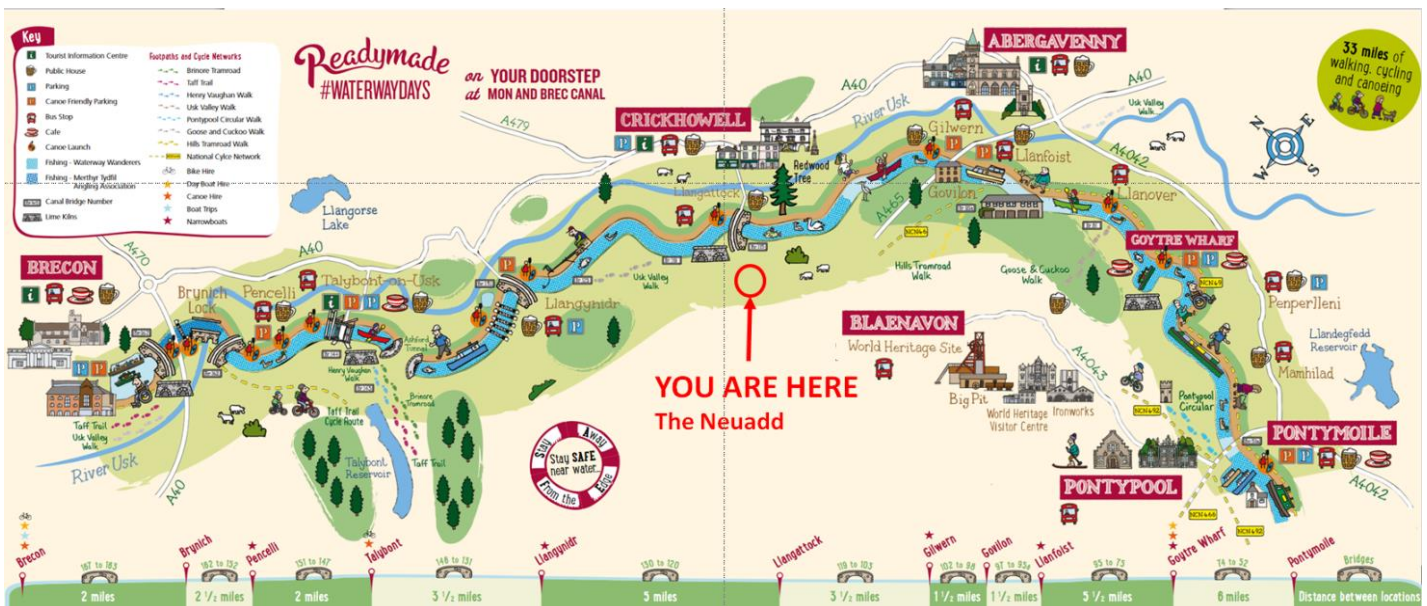 Key
Tourist Information Centre
Public House
Parking
Canoe Friendly Parking
Bus Stop
Cafe
Canoe Launch
Fishing - Waterway Wanderers
Fishing - Merthyr Tydfil
Angling Association
Canal Bridge Number
Lime Kilns
Footpaths and Cycle Networks
Brinore Tramroad
Taff Trail
Henry Vaughan Walk
Usk Valley Walk
Pontypool Circular Walk
Goose and Cuckoo Walk
Hills Tramroad Walk
National Cylce Network
Bike Hire
Day Boat Hire
Canoe Hire
Boat Trips
Narrowboats
Readymade
#WATERWAYDAYS
on YOUR DOORSTEP
at MON AND BREC CANAL
33 miles of
walking, cycling
and canoeing
N
E
S
W
ABERGAVENNY
A40
A40
River Usk
Usk Valley
Walk
A4042
A479
CRICKHOWELL
Redwood
Tree
Gilwern
Llanfoist
Llangattock
Govilon
A465
Llanover
NCN46
Hills Tramroad
Walk
Goose & Cuckoo
Walk
GOYTRE WHARF
NCN49
Penperlleni
Llandegfedd
Reservoir
Mamhilad
Llangorse
Lake
A470
A40
BRECON
Brynich
Lock
Pencelli
Talybont-on-Usk
Llangynidr
Usk Valley
Walk
Ashford
Tunnel
Henry Vaughan
Walk
Brinore
Tramroad
Taff Trail
Usk Valley
Walk
Taff Trail
Cycle Route
Taff Trail
Talybont
Reservoir
River Usk
A40
YOU ARE HERE
The Neuadd
Stay Away From the Edge
Stay SAFE
near water...
BLAENAVON
World Heritage Site
Big Pit
World Heritage
Visitor Centre
Ironworks
A4043
NCN492
Pontypool
Circular
PONTYMOILE
PONTYPOOL
A4042
NCN466
NCN492
Brecon
Brynich
Pencelli
Talybont
Llangynidr
Llangattock
Gilwern
Govilon
Llanfoist
Goytre Wharf
Pontymoile
Bridges
167 to 163
162 to 152
151 to 147
146 to 131
130 to 120
119 to 103
102 to 98
97 to 95a
95 to 75
74 to 52
2 miles
2 1/2 miles
2 miles
3 1/2 miles
5 miles
3 1/2 miles
1 1/2 miles
1 1/2 miles
5 1/2 miles
6 miles
Distance between locations